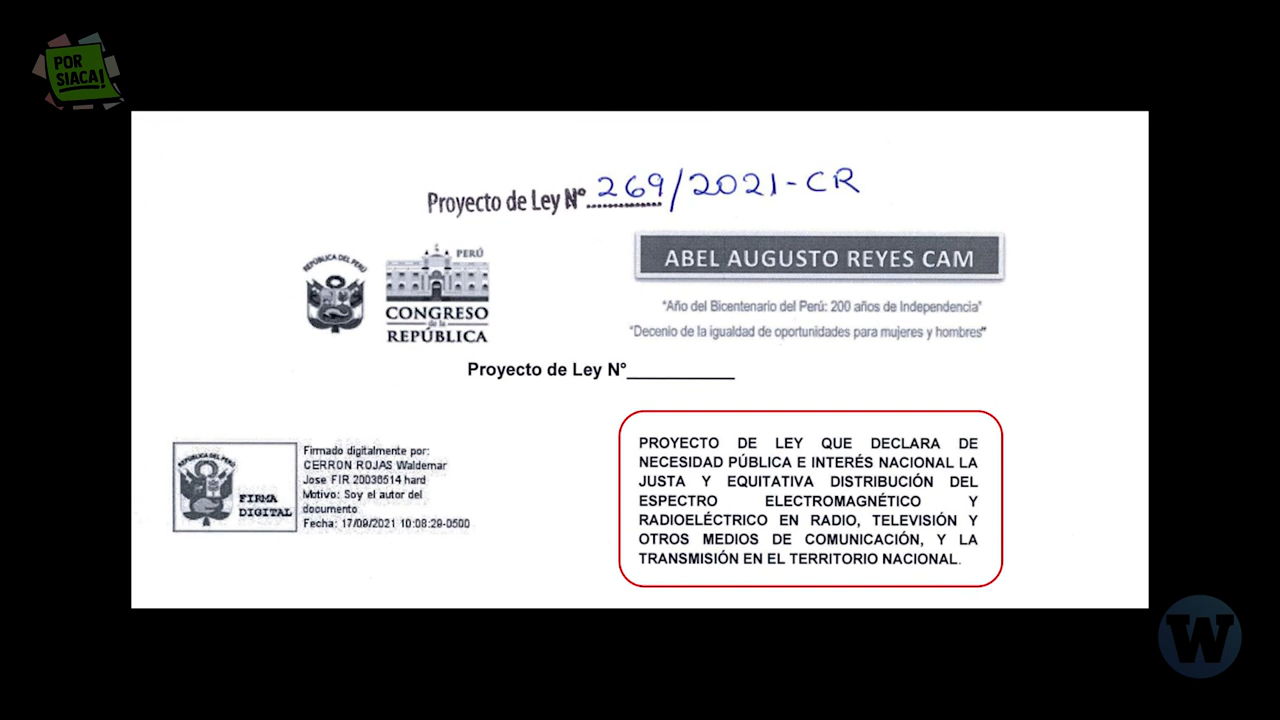 POR
SIACA!
Proyecto de Ley N° 269/2021-CR
REPÚBLICA DEL PERÚ
PERÚ
CONGRESO
de la
REPÚBLICA
ABEL AUGUSTO REYES CAM
"Año del Bicentenario del Perú: 200 años de Independencia"
"Decenio de la igualdad de oportunidades para mujeres y hombres"
Proyecto de Ley N°___________
REPÚBLICA DEL PERÚ
FIRMA
DIGITAL
Firmado digitalmente por:
CERRON ROJAS Waldemar
Jose FIR 20036514 hard
Motivo: Soy el autor del
documento
Fecha: 17/09/2021 10:08:29-0500
PROYECTO DE LEY QUE DECLARA DE
NECESIDAD PÚBLICA E INTERÉS NACIONAL LA
JUSTA Y EQUITATIVA DISTRIBUCIÓN DEL
ESPECTRO ELECTROMAGNÉTICO Y
RADIOELÉCTRICO EN RADIO, TELEVISIÓN Y
OTROS MEDIOS DE COMUNICACIÓN, Y LA
TRANSMISIÓN EN EL TERRITORIO NACIONAL.
W